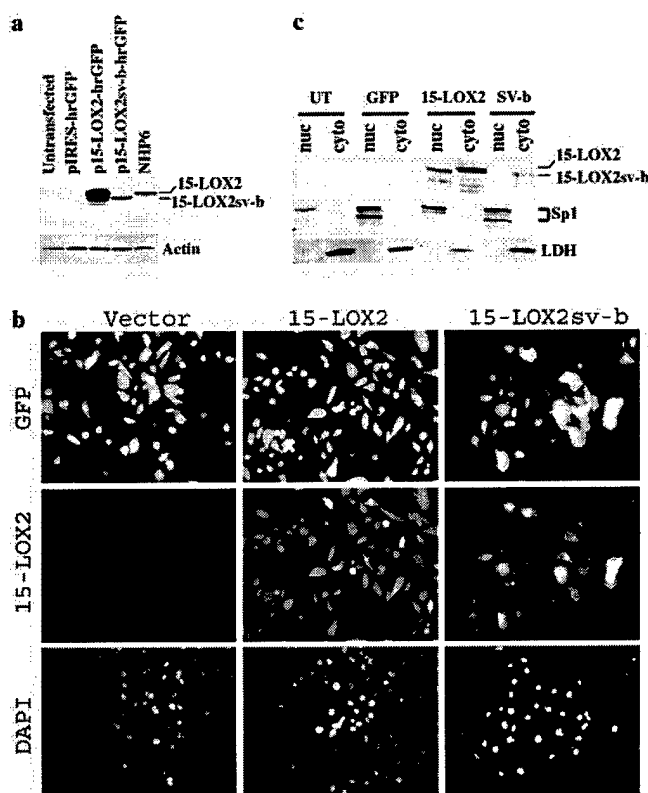 a
Untransfected
pIRES-hrGFP
p15-LOX2-hrGFP
p15-LOX2sv-b-hrGFP
NHP6
15-LOX2
15-LOX2sv-b
Actin
c
UT GFP 15-LOX2 SV-b
nuc cyto nuc cyto nuc cyto nuc cyto
15-LOX2
15-LOX2sv-b
Sp1
LDH
b
Vector 15-LOX2 15-LOX2sv-b
GFP
15-LOX2
DAPI